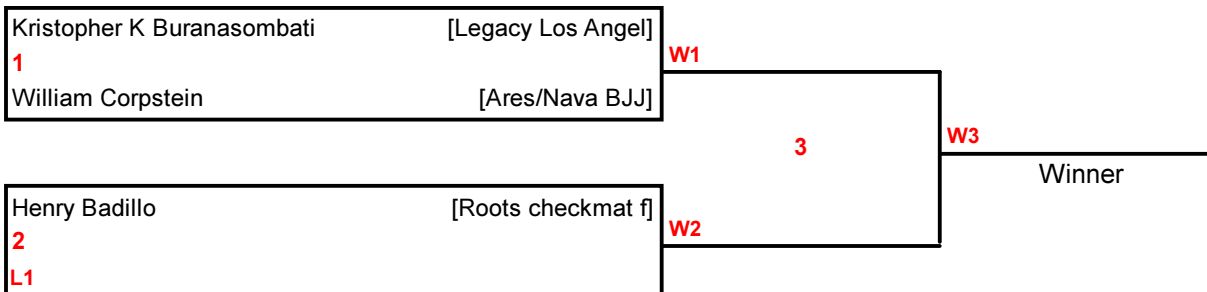 Kristopher K Buranasombati [Legacy Los Angel]
1
William Corpstein [Ares/Nava BJJ]
W1
3
W3
Winner
Henry Badillo [Roots checkmat f]
2
L1
W2